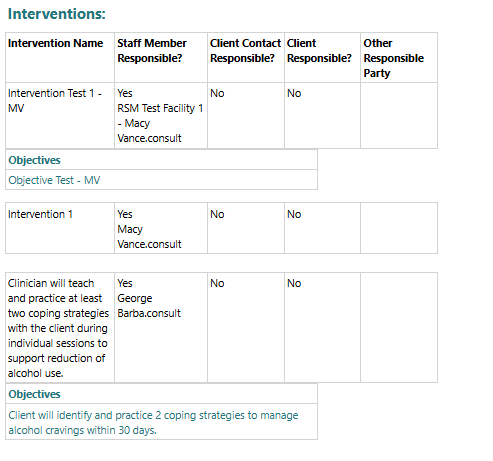 Interventions:
Intervention Name Staff Member Client Contact Client Other
Responsible? Responsible? Responsible? Responsible
Party
Intervention Test 1 - Yes No No
MV RSM Test Facility 1
- Macy
Vance.consult
Objectives
Objective Test - MV
Intervention 1 Yes No No
Macy
Vance.consult
Clinician will teach Yes No No
and practice at least George
two coping strategies Barba.consult
with the client during
individual sessions to
support reduction of
alcohol use.
Objectives
Client will identify and practice 2 coping strategies to manage
alcohol cravings within 30 days.